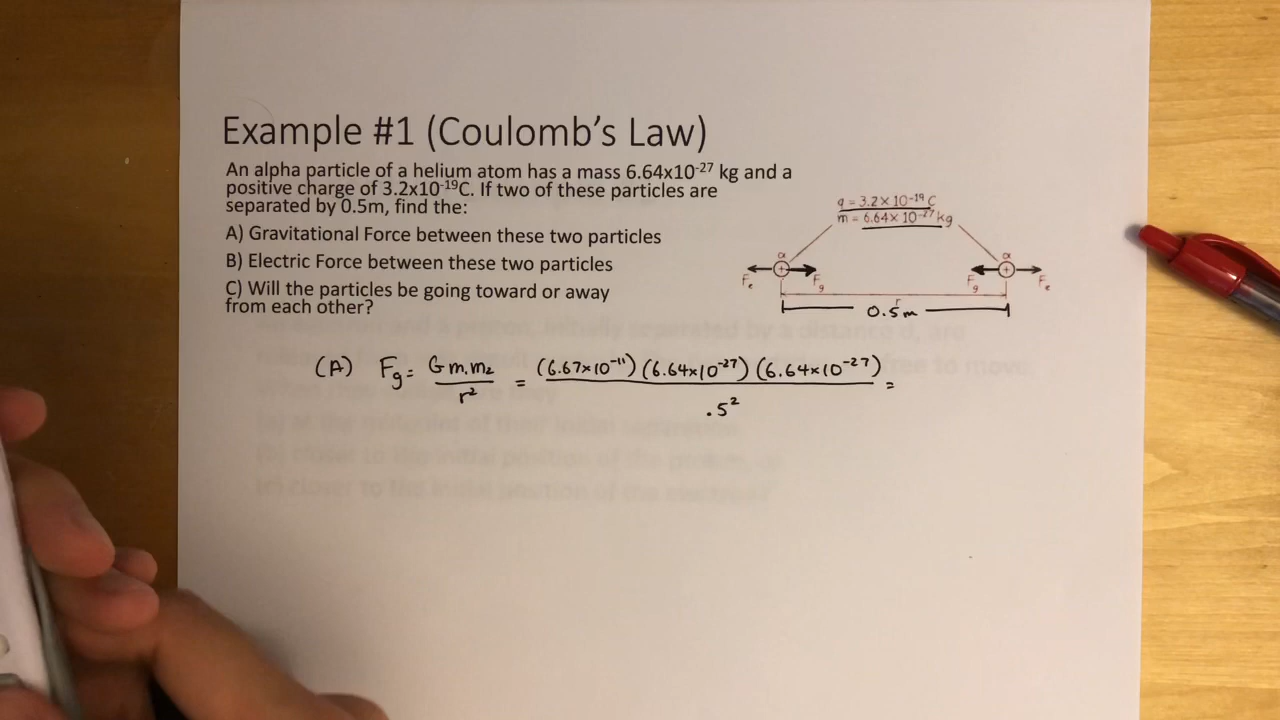 Example #1 (Coulomb's Law)
An alpha particle of a helium atom has a mass 6.64x10⁻²⁷ kg and a
positive charge of 3.2x10⁻¹⁹C. If two of these particles are
separated by 0.5m, find the:
A) Gravitational Force between these two particles
B) Electric Force between these two particles
C) Will the particles be going toward or away
from each other?
q = 3.2 × 10⁻¹⁹ C
m = 6.64 × 10⁻²⁷ kg
α α
+ +
Fe Fg Fg Fe
r
0.5m
(A) Fg = G m₁ m₂ / r² = (6.67×10⁻¹¹) (6.64×10⁻²⁷) (6.64×10⁻²⁷) / .5² =